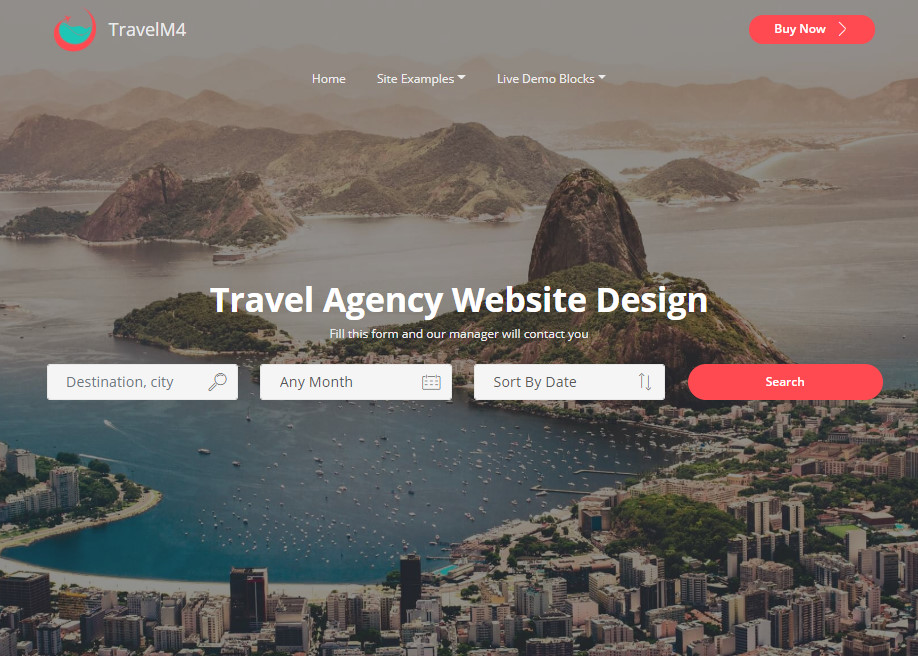 TravelM4
Buy Now
Home Site Examples Live Demo Blocks
Travel Agency Website Design
Fill this form and our manager will contact you
Destination, city Any Month Sort By Date Search